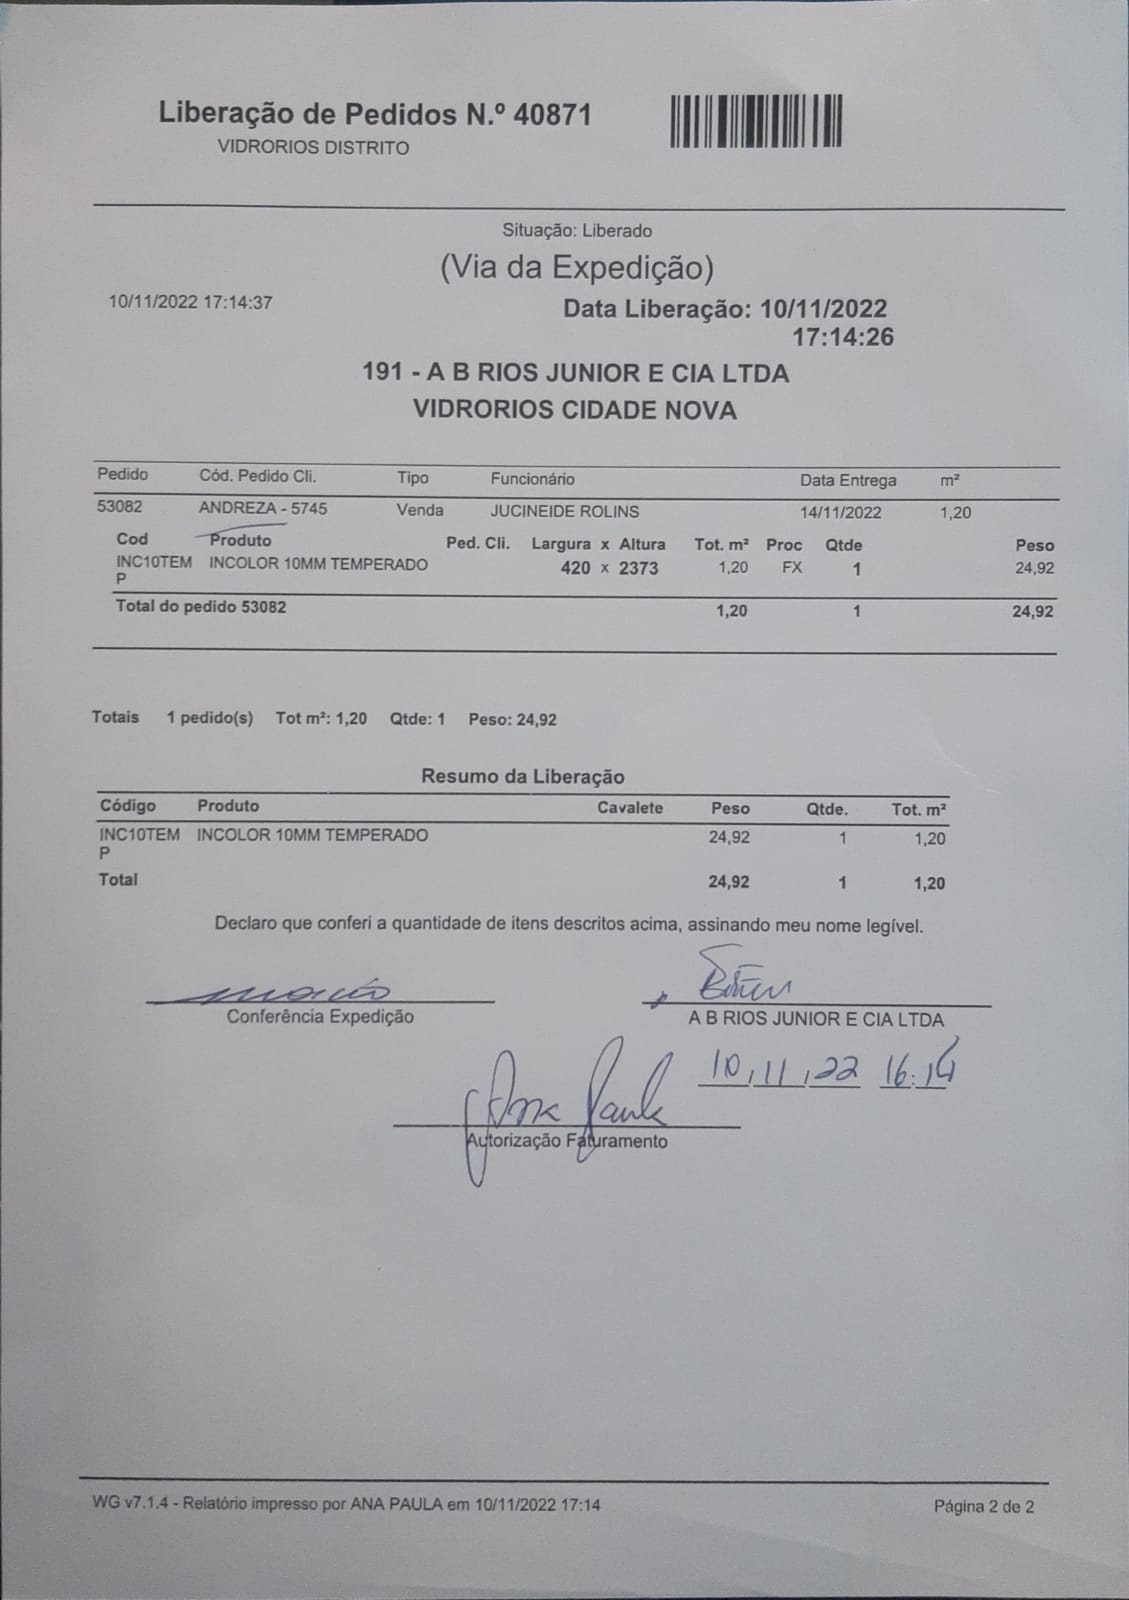 Liberação de Pedidos N.º 40871
VIDRORIOS DISTRITO
Situação: Liberado
(Via da Expedição)
10/11/2022 17:14:37
Data Liberação: 10/11/2022
17:14:26
191 - A B RIOS JUNIOR E CIA LTDA
VIDRORIOS CIDADE NOVA
Pedido Cód. Pedido Cli. Tipo Funcionário Data Entrega m²
53082 ANDREZA - 5745 Venda JUCINEIDE ROLINS 14/11/2022 1,20
Cod Produto Ped. Cli. Largura x Altura Tot. m² Proc Qtde Peso
INC10TEM INCOLOR 10MM TEMPERADO 420 x 2373 1,20 FX 1 24,92
P
Total do pedido 53082 1,20 1 24,92
Totais 1 pedido(s) Tot m²: 1,20 Qtde: 1 Peso: 24,92
Resumo da Liberação
Código Produto Cavalete Peso Qtde. Tot. m²
INC10TEM INCOLOR 10MM TEMPERADO 24,92 1 1,20
P
Total 24,92 1 1,20
Declaro que conferi a quantidade de itens descritos acima, assinando meu nome legível.
Conferência Expedição
A B RIOS JUNIOR E CIA LTDA
10/11/22 16:14
Ana Paula
Autorização Faturamento
WG v7.1.4 - Relatório impresso por ANA PAULA em 10/11/2022 17:14
Página 2 de 2